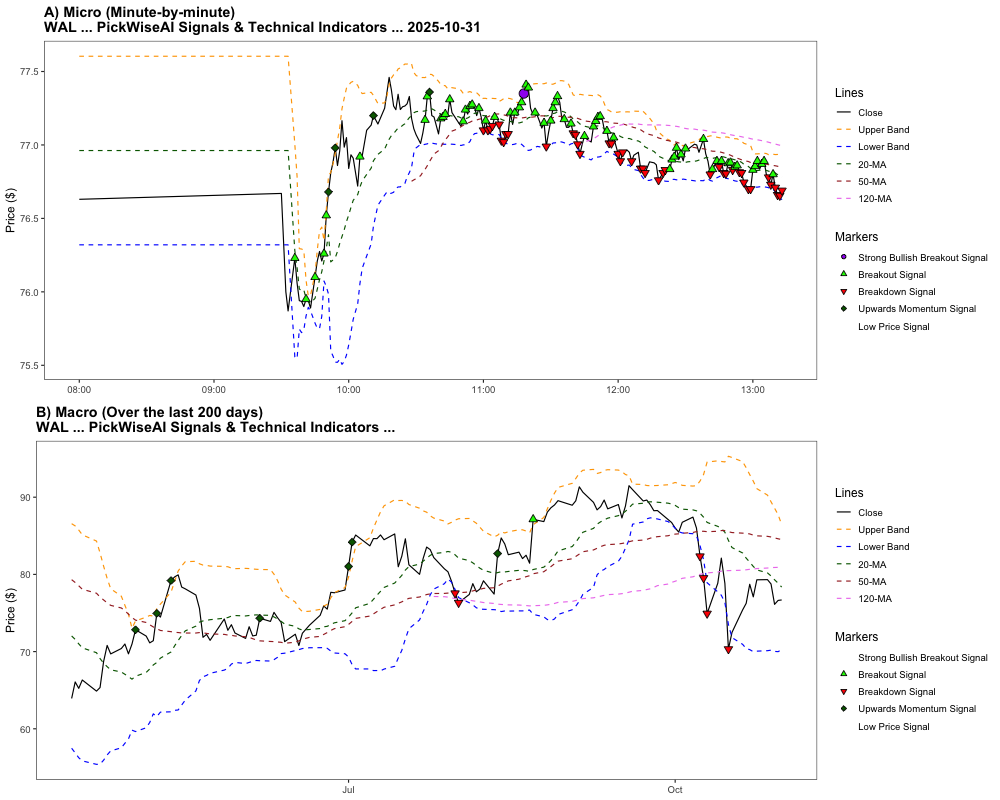 A) Micro (Minute-by-minute)
WAL ... PickWiseAI Signals & Technical Indicators ... 2025-10-31
Price ($)
77.5
77.0
76.5
76.0
75.5
08:00
09:00
10:00
11:00
12:00
13:00
Lines
Close
Upper Band
Lower Band
20-MA
50-MA
120-MA
Markers
Strong Bullish Breakout Signal
Breakout Signal
Breakdown Signal
Upwards Momentum Signal
Low Price Signal
B) Macro (Over the last 200 days)
WAL ... PickWiseAI Signals & Technical Indicators ...
Price ($)
90
80
70
60
Jul
Oct
Lines
Close
Upper Band
Lower Band
20-MA
50-MA
120-MA
Markers
Strong Bullish Breakout Signal
Breakout Signal
Breakdown Signal
Upwards Momentum Signal
Low Price Signal